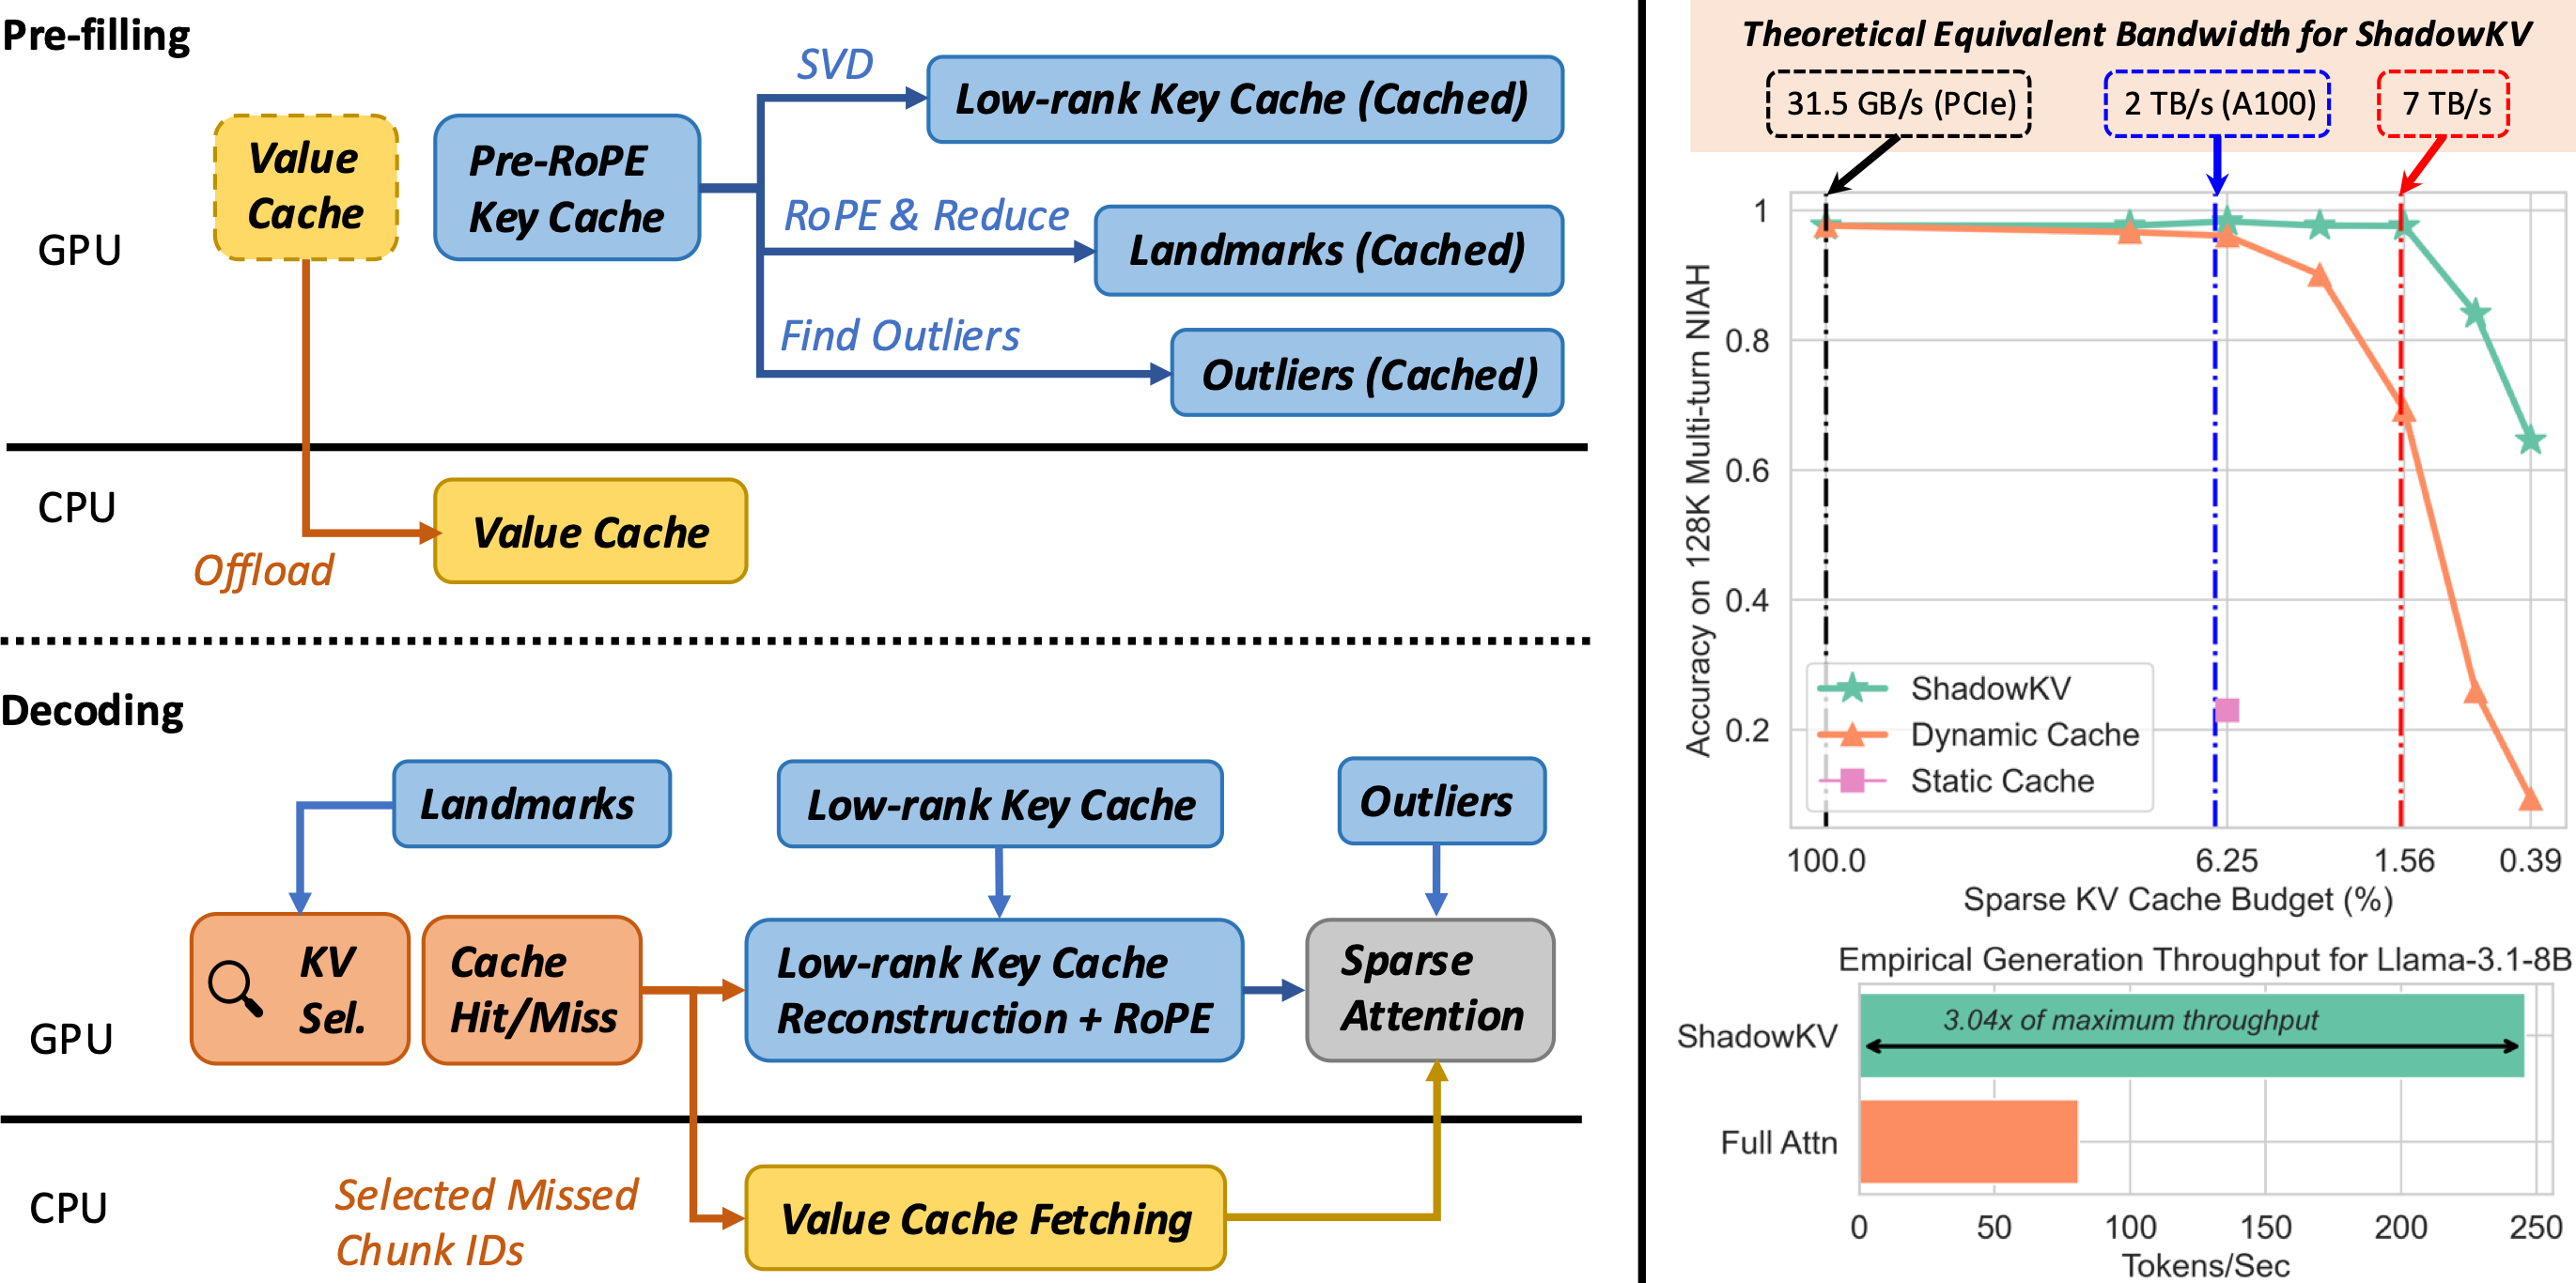 Pre-filling
GPU
Value
Cache
Pre-RoPE
Key Cache
SVD
Low-rank Key Cache (Cached)
RoPE & Reduce
Landmarks (Cached)
Find Outliers
Outliers (Cached)
CPU
Offload
Value Cache
Decoding
Landmarks
Low-rank Key Cache
Outliers
GPU
KV
Sel.
Cache
Hit/Miss
Low-rank Key Cache
Reconstruction + RoPE
Sparse
Attention
CPU
Selected Missed
Chunk IDs
Value Cache Fetching
Theoretical Equivalent Bandwidth for ShadowKV
31.5 GB/s (PCIe)
2 TB/s (A100)
7 TB/s
Accuracy on 128K Multi-turn NIAH
1
0.8
0.6
0.4
0.2
ShadowKV
Dynamic Cache
Static Cache
100.0
6.25
1.56
0.39
Sparse KV Cache Budget (%)
Empirical Generation Throughput for Llama-3.1-8B
ShadowKV
3.04x of maximum throughput
Full Attn
0
50
100
150
200
250
Tokens/Sec